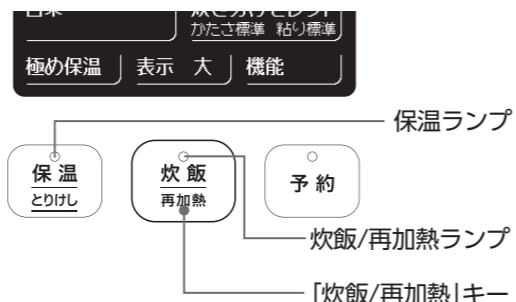 かたさ標準 粘り標準
極め保温 表示 大 機能
保温ランプ
保温
とりけし
炊飯
再加熱
予約
炊飯/再加熱ランプ
「炊飯/再加熱」キー